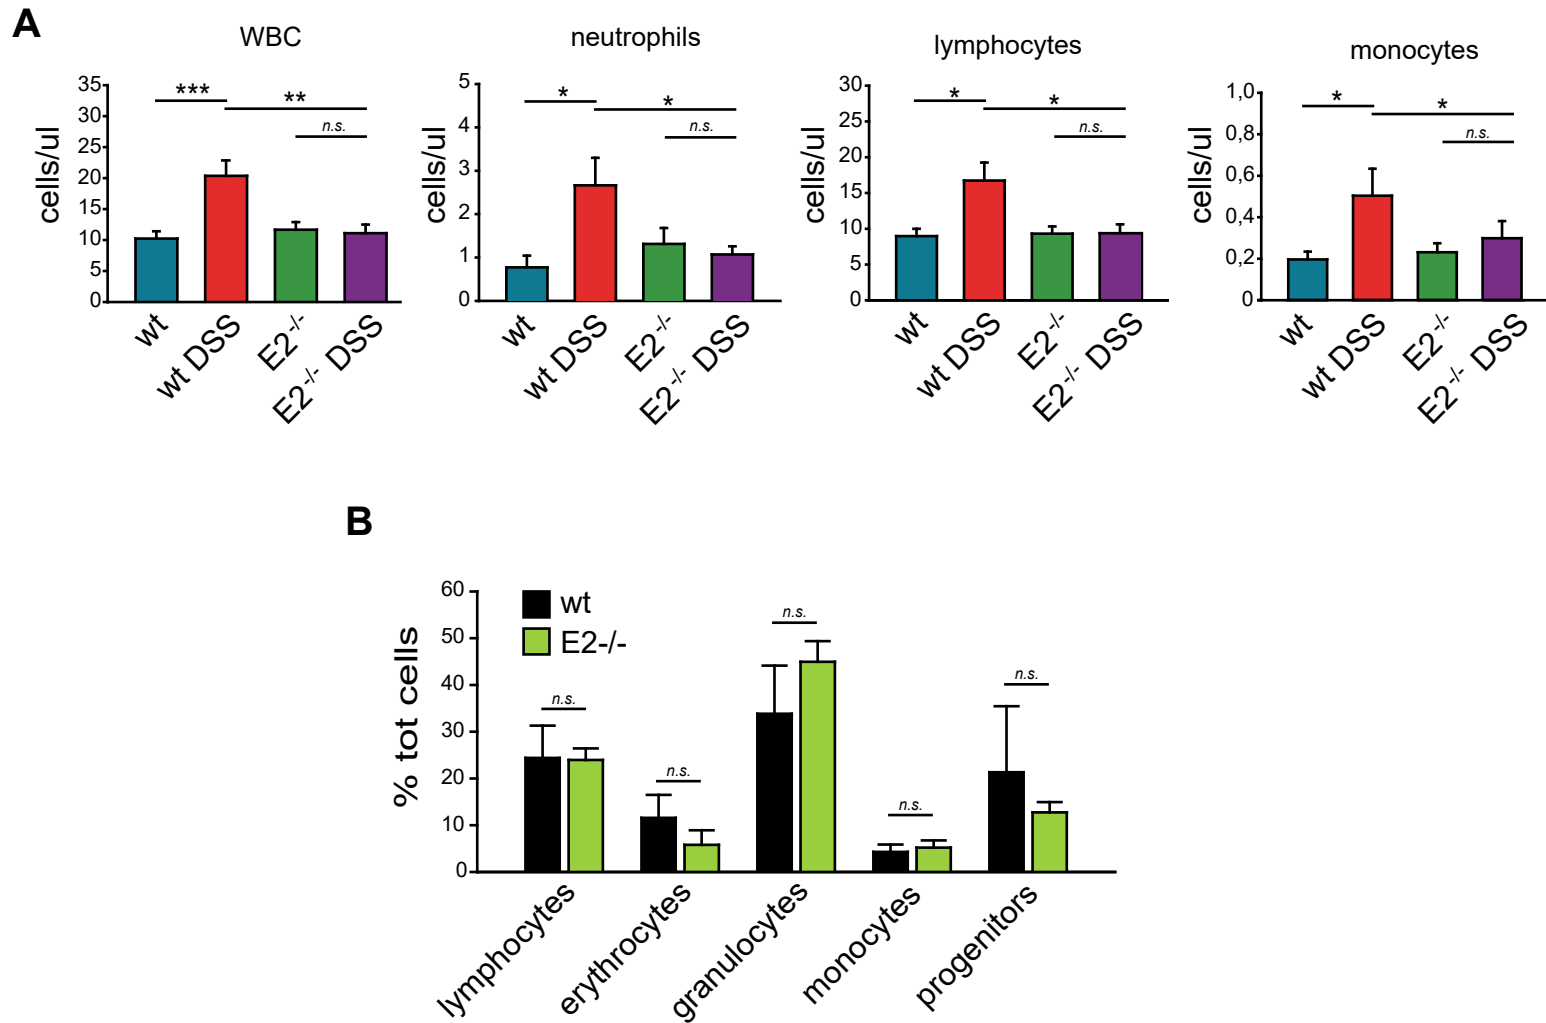 A
WBC
neutrophils
lymphocytes
monocytes
cells/ul
35
30
25
20
15
10
5
0
***
**
n.s.
wt
wt DSS
E2-/-
E2-/- DSS
cells/ul
5
4
3
2
1
0
*
*
n.s.
wt
wt DSS
E2-/-
E2-/- DSS
cells/ul
30
25
20
15
10
5
0
*
*
n.s.
wt
wt DSS
E2-/-
E2-/- DSS
cells/ul
1,0
0,8
0,6
0,4
0,2
0
*
*
n.s.
wt
wt DSS
E2-/-
E2-/- DSS
B
% tot cells
60
50
40
30
20
10
0
wt
E2-/-
n.s.
n.s.
n.s.
n.s.
n.s.
lymphocytes
erythrocytes
granulocytes
monocytes
progenitors